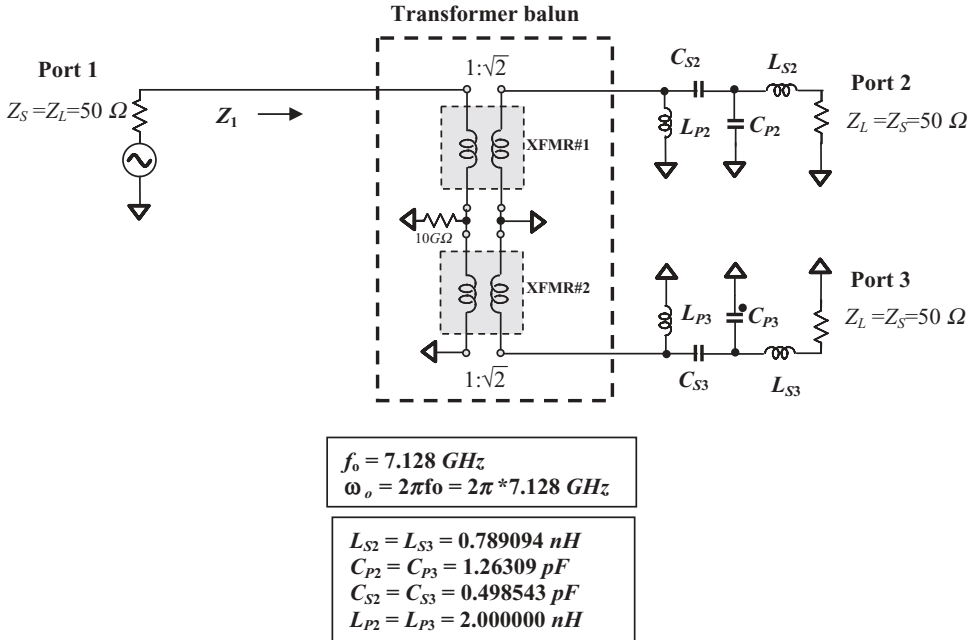 Transformer balun
Port 1
Z_S =Z_L=50 Ω
Z_1
1:√2
XFMR#1
10GΩ
XFMR#2
1:√2
C_S2
L_S2
L_P2
C_P2
Port 2
Z_L =Z_S=50 Ω
L_P3
C_P3
C_S3
L_S3
Port 3
Z_L =Z_S=50 Ω
f_o = 7.128 GHz
ω_o = 2πfo = 2π *7.128 GHz
L_S2 = L_S3 = 0.789094 nH
C_P2 = C_P3 = 1.26309 pF
C_S2 = C_S3 = 0.498543 pF
L_P2 = L_P3 = 2.000000 nH